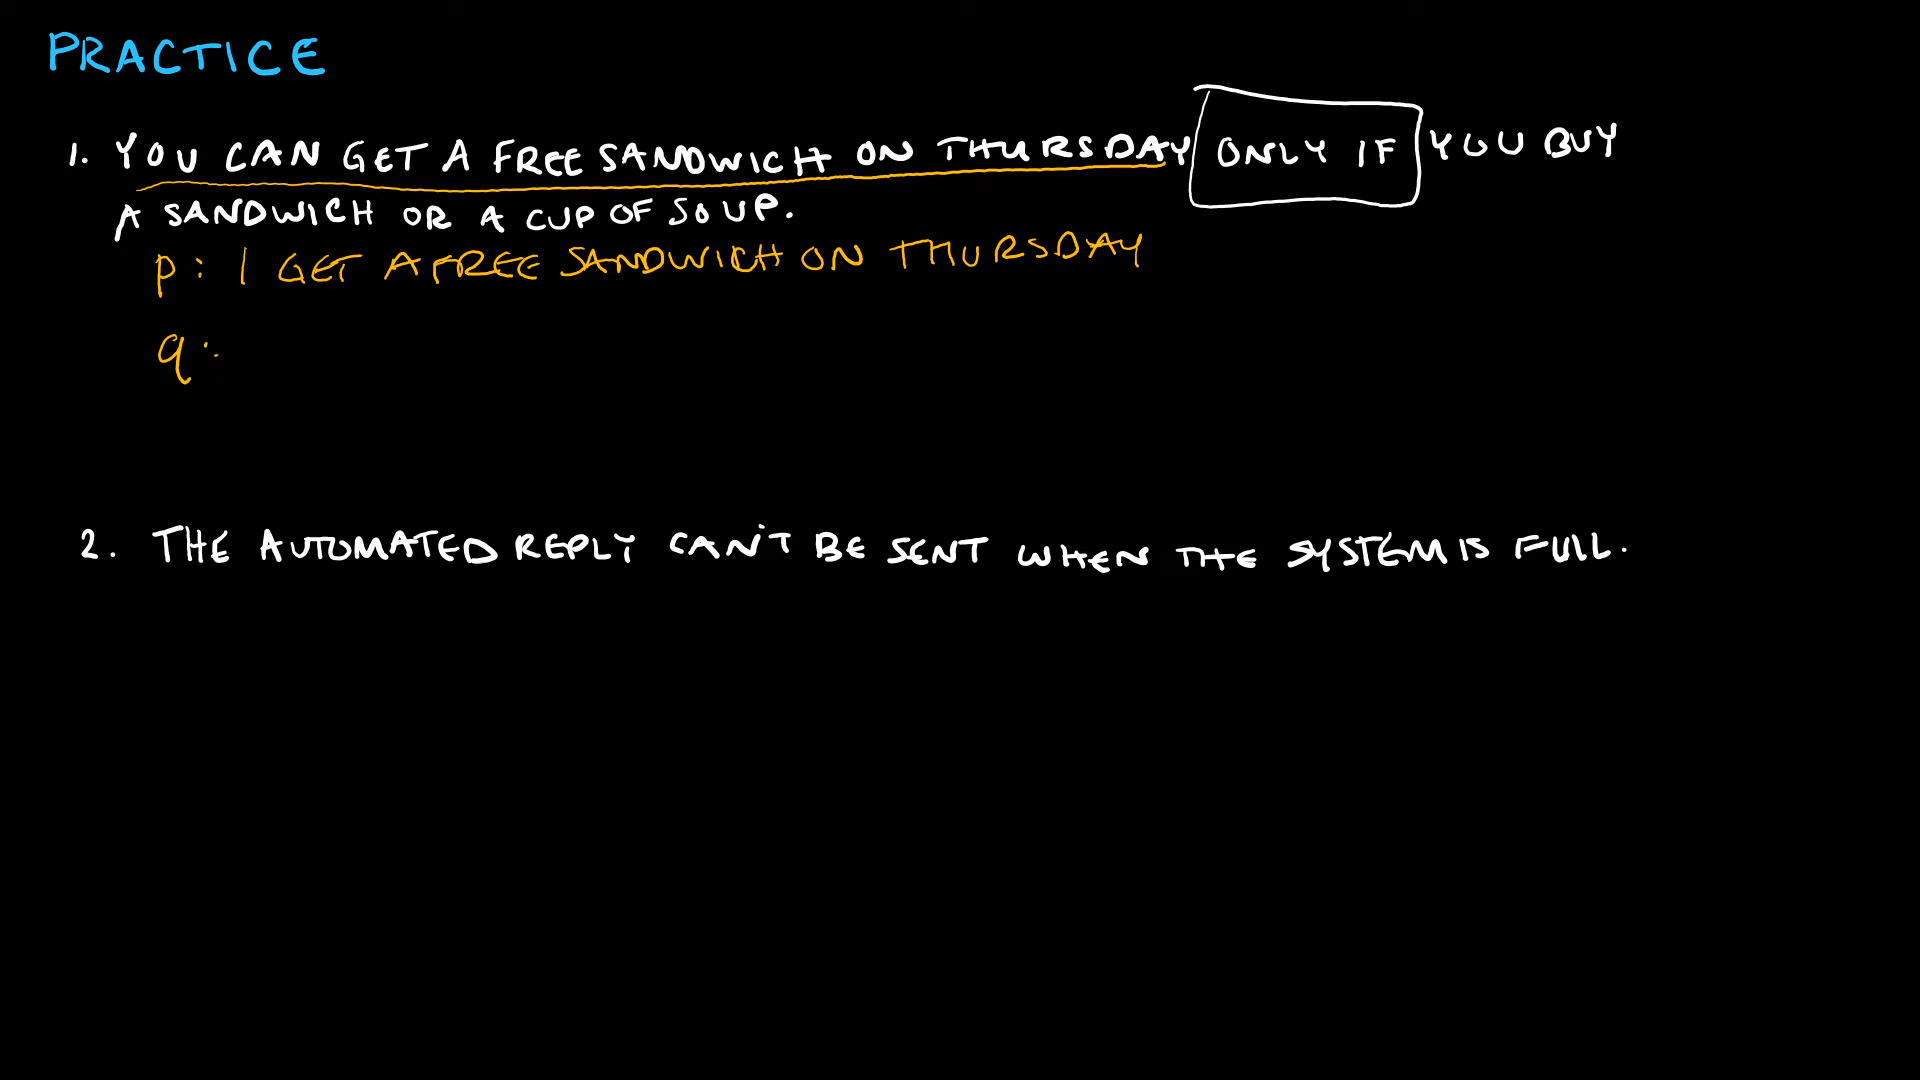 PRACTICE
1. YOU CAN GET A FREE SANDWICH ON THURSDAY ONLY IF YOU BUY
A SANDWICH OR A CUP OF SOUP.
p: I GET A FREE SANDWICH ON THURSDAY
q:
2. THE AUTOMATED REPLY CAN'T BE SENT WHEN THE SYSTEM IS FULL.